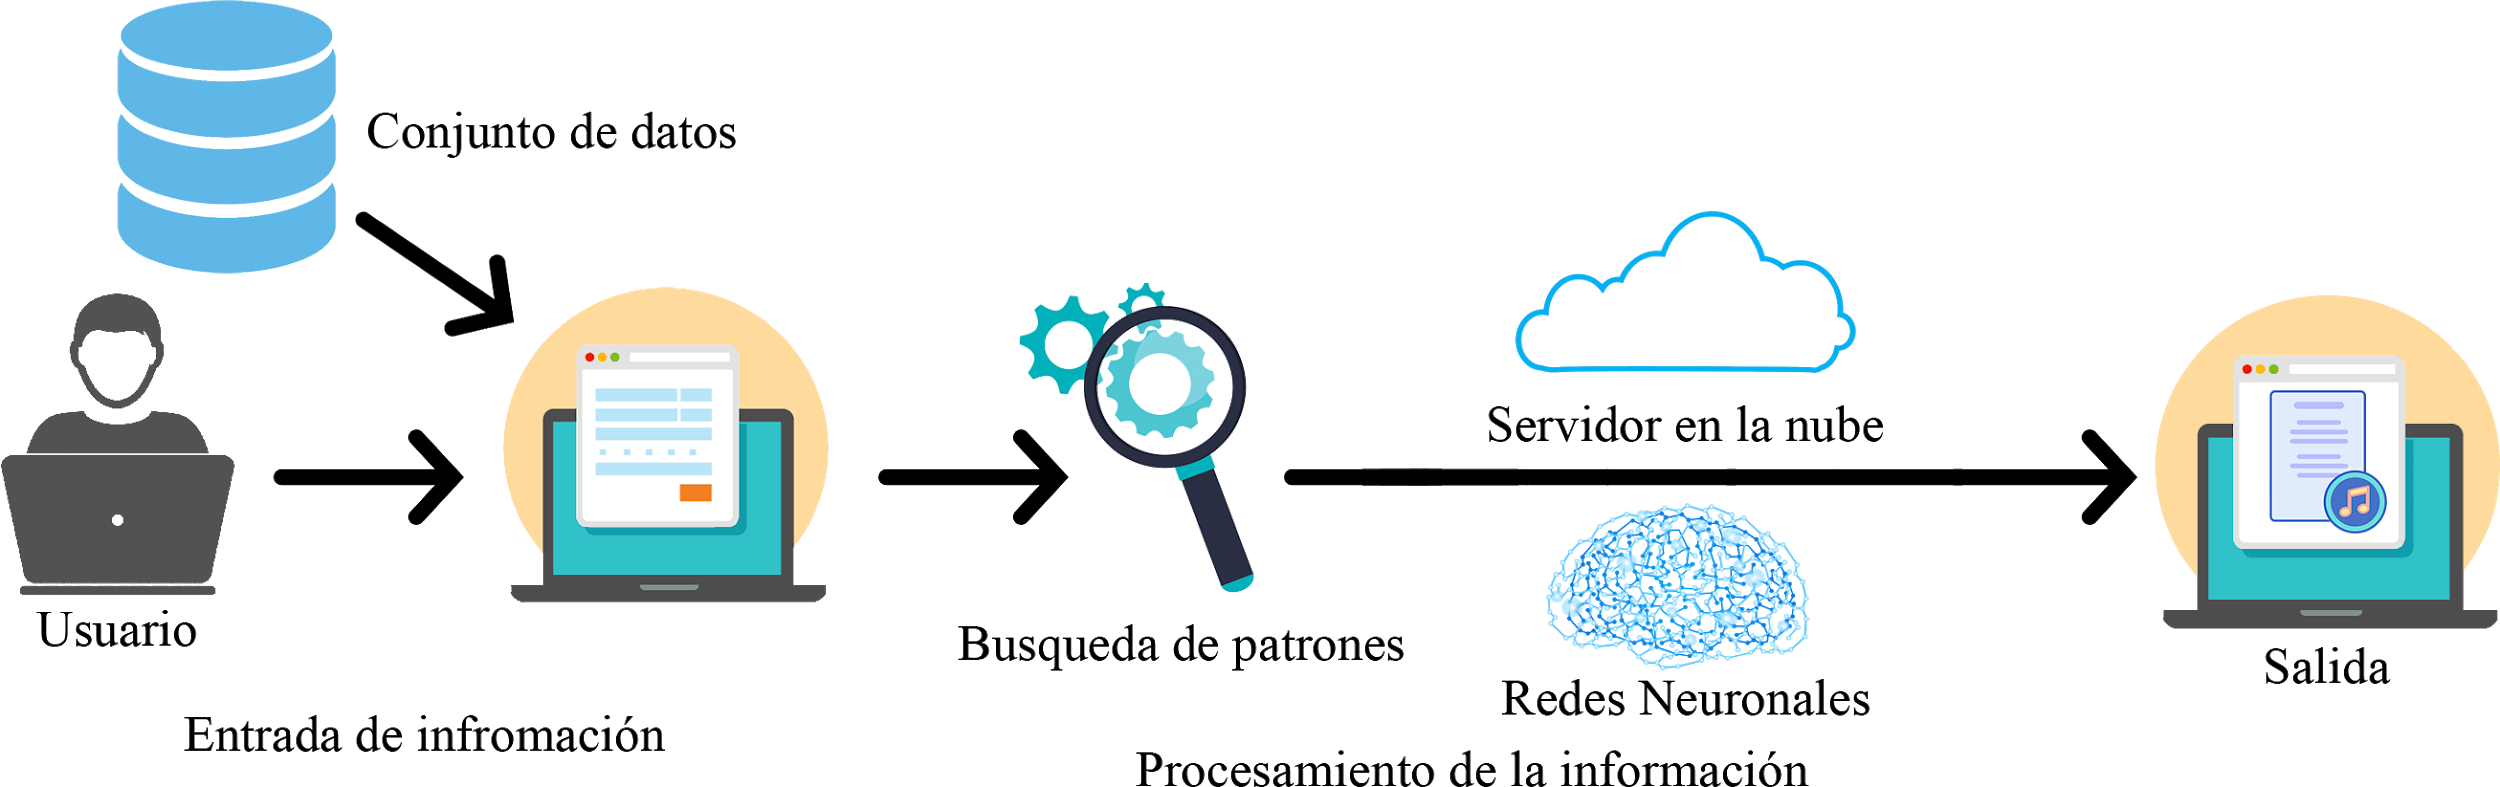 Conjunto de datos
Usuario
Entrada de infromación
Busqueda de patrones
Servidor en la nube
Redes Neuronales
Procesamiento de la información
Salida